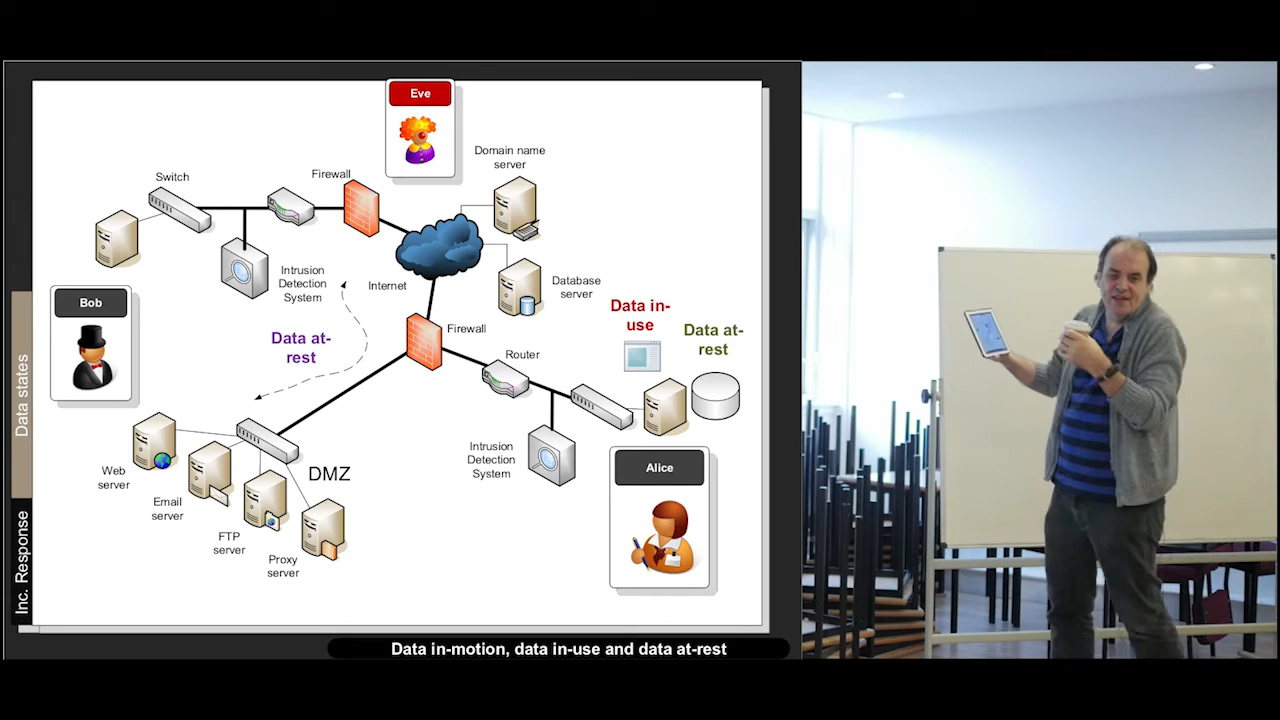 Eve
Domain name
server
Switch
Firewall
Intrusion
Detection
System
Internet
Database
server
Bob
Data in-
use
Data at-
rest
Firewall
Data at-
rest
Router
Data states
Intrusion
Detection
System
Alice
DMZ
Web
server
Email
server
FTP
server
Proxy
server
Inc. Response
Data in-motion, data in-use and data at-rest